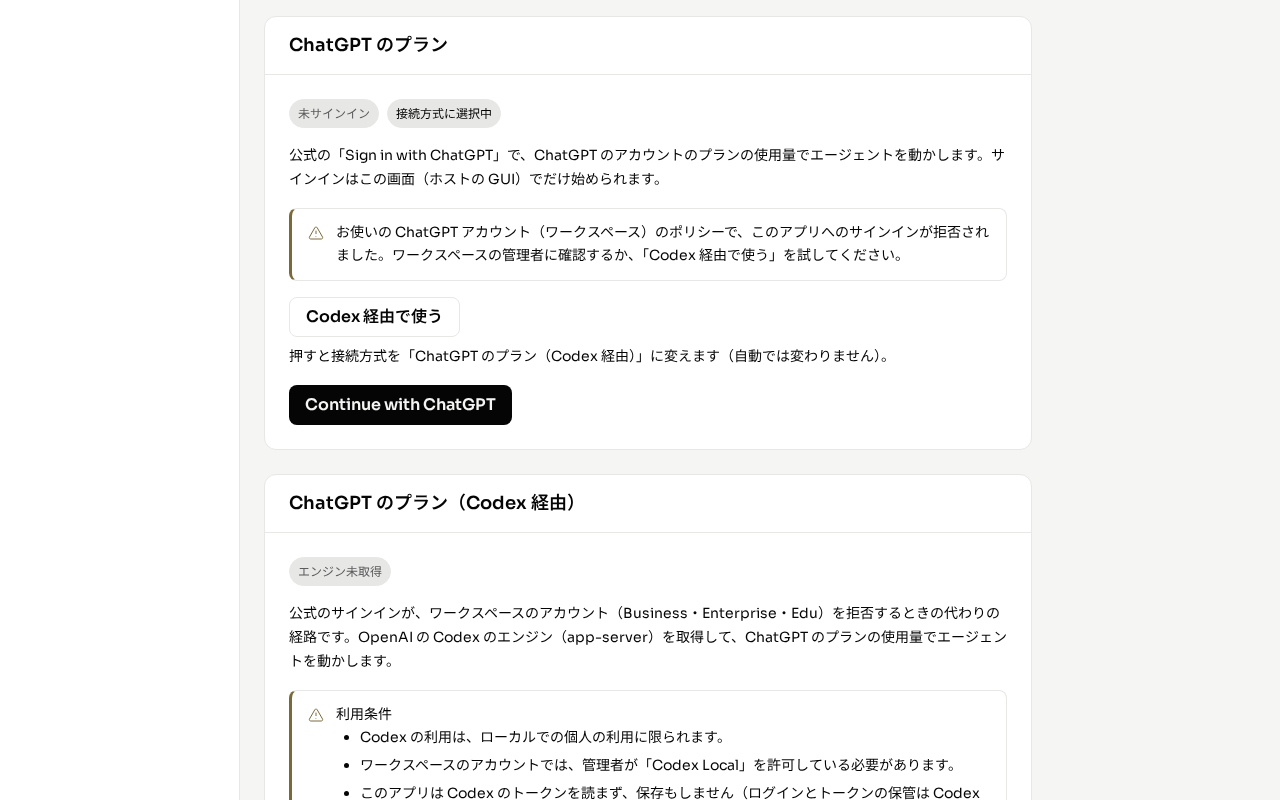 ChatGPT のプラン
未サインイン
接続方式に選択中
公式の「Sign in with ChatGPT」で、ChatGPT のアカウントのプランの使用量でエージェントを動かします。サ
インインはこの画面（ホストの GUI）でだけ始められます。
お使いの ChatGPT アカウント（ワークスペース）のポリシーで、このアプリへのサインインが拒否され
ました。ワークスペースの管理者に確認するか、「Codex 経由で使う」を試してください。
Codex 経由で使う
押すと接続方式を「ChatGPT のプラン（Codex 経由）」に変えます（自動では変わりません）。
Continue with ChatGPT
ChatGPT のプラン（Codex 経由）
エンジン未取得
公式のサインインが、ワークスペースのアカウント（Business・Enterprise・Edu）を拒否するときの代わりの
経路です。OpenAI の Codex のエンジン（app-server）を取得して、ChatGPT のプランの使用量でエージェン
トを動かします。
利用条件
• Codex の利用は、ローカルでの個人の利用に限られます。
• ワークスペースのアカウントでは、管理者が「Codex Local」を許可している必要があります。
• このアプリは Codex のトークンを読まず、保存もしません（ログインとトークンの保管は Codex